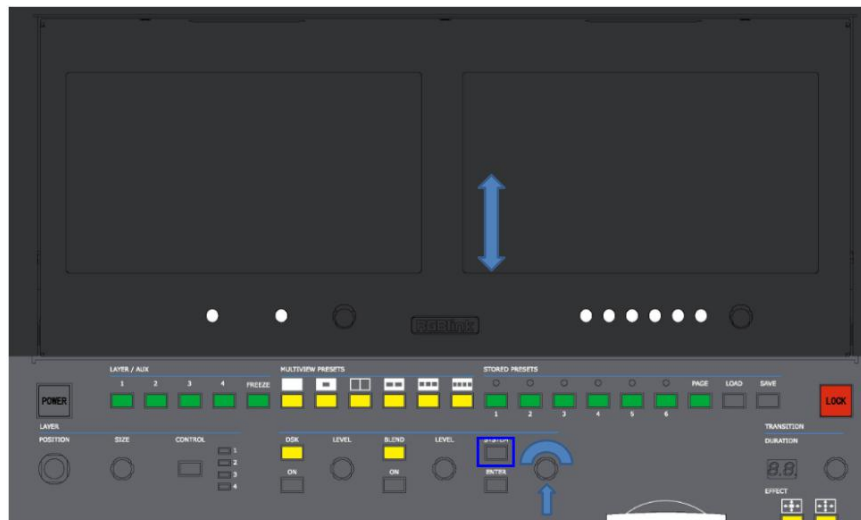 RGBlink
LAYER / AUX
MULTIVIEW PRESETS
STORED PRESETS
1 2 3 4 FREEZE
PAGE LOAD SAVE
POWER
LOCK
1 2 3 4 5 6
LAYER
TRANSITION
POSITION SIZE CONTROL
DSK LEVEL BLEND LEVEL SYSTEM
DURATION
1
2
3
4
ON ON ENTER
8.8.
EFFECT